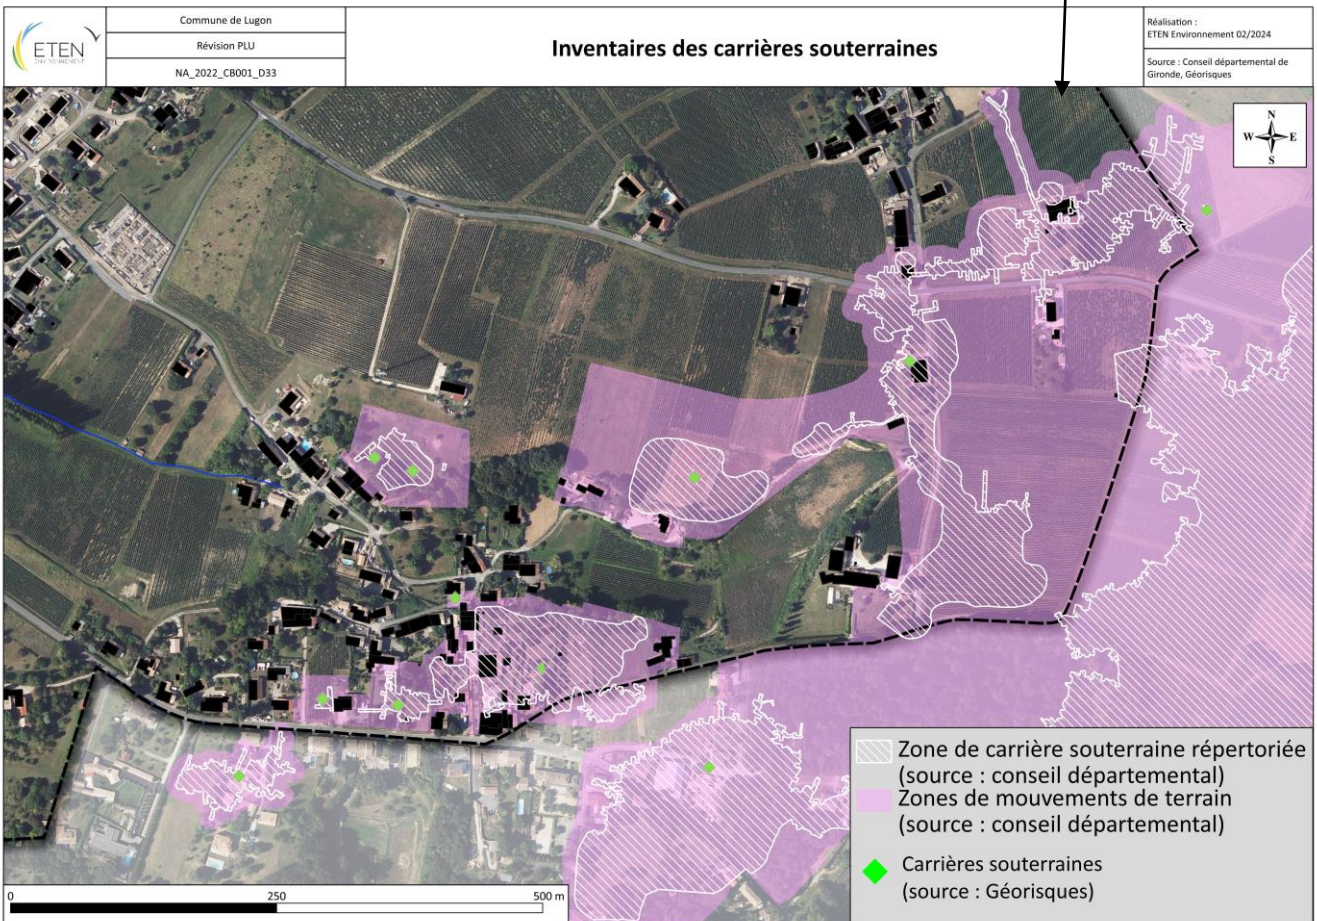 ETEN
ENVIRONNEMENT
Commune de Lugon
Révision PLU
NA_2022_CB001_D33
Inventaires des carrières souterraines
Réalisation :
ETEN Environnement 02/2024
Source : Conseil départemental de
Gironde, Géorisques
N
W E
S
Zone de carrière souterraine répertoriée
(source : conseil départemental)
Zones de mouvements de terrain
(source : conseil départemental)
Carrières souterraines
(source : Géorisques)
0 250 500 m